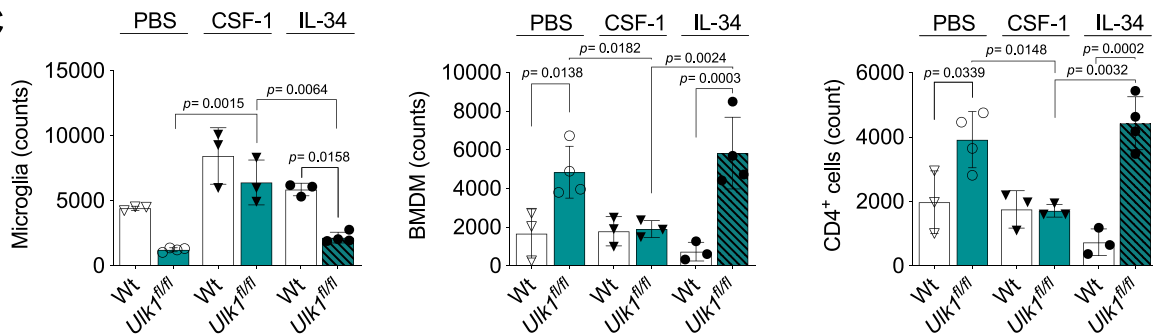 C
PBS CSF-1 IL-34
p= 0.0064
p= 0.0015
p= 0.0158
Microglia (counts)
15000
10000
5000
0
Wt
Ulk1fl/fl
Wt
Ulk1fl/fl
Wt
Ulk1fl/fl
PBS CSF-1 IL-34
p= 0.0182
p= 0.0024
p= 0.0138
p= 0.0003
BMDM (counts)
10000
8000
6000
4000
2000
0
Wt
Ulk1fl/fl
Wt
Ulk1fl/fl
Wt
Ulk1fl/fl
PBS CSF-1 IL-34
p= 0.0148
p= 0.0002
p= 0.0339
p= 0.0032
CD4+ cells (count)
6000
4000
2000
0
Wt
Ulk1fl/fl
Wt
Ulk1fl/fl
Wt
Ulk1fl/fl